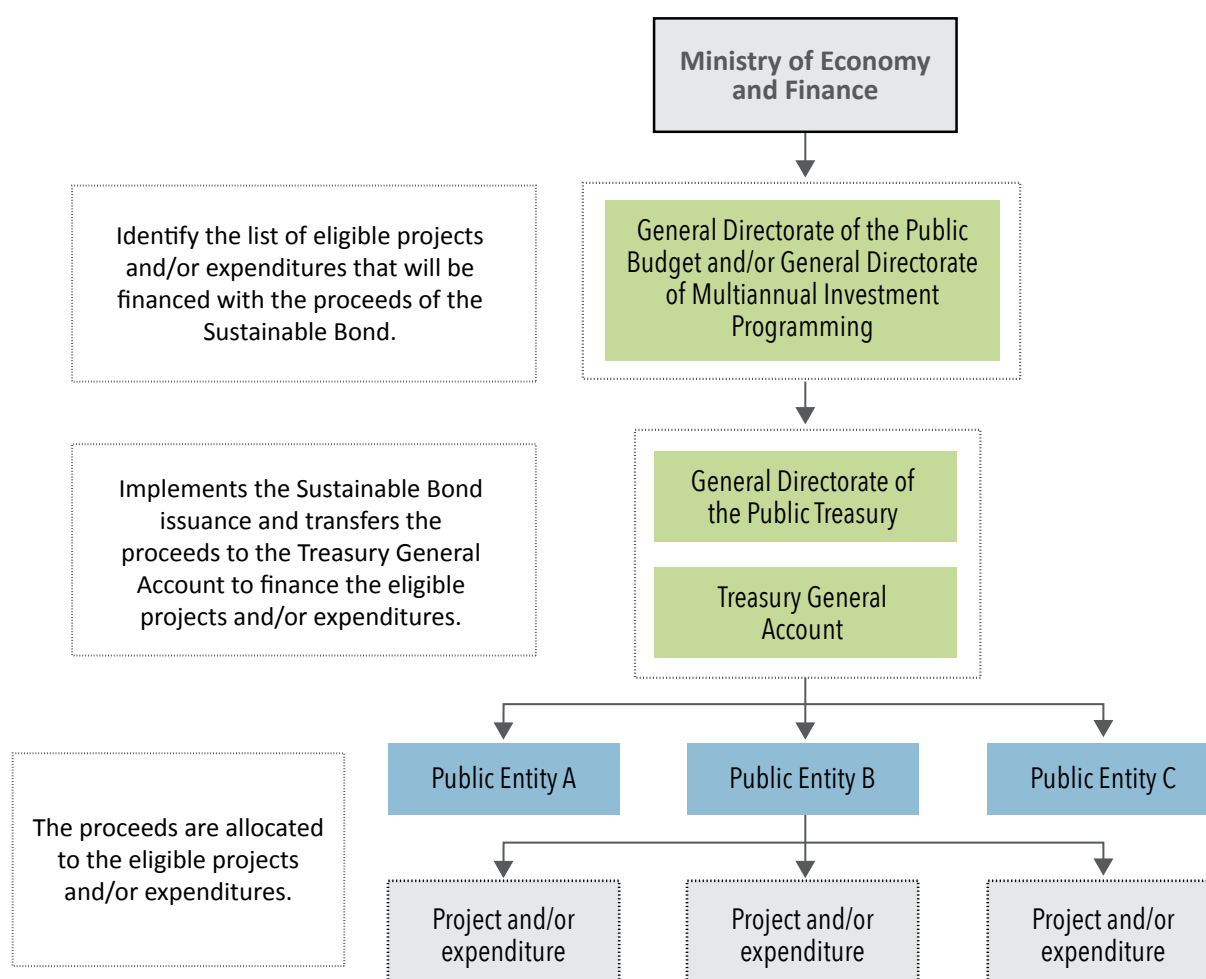 Ministry of Economy
and Finance
Identify the list of eligible projects
and/or expenditures that will be
financed with the proceeds of the
Sustainable Bond.
General Directorate of the Public
Budget and/or General Directorate
of Multiannual Investment
Programming
Implements the Sustainable Bond
issuance and transfers the
proceeds to the Treasury General
Account to finance the eligible
projects and/or expenditures.
General Directorate of
the Public Treasury
Treasury General
Account
Public Entity A
Public Entity B
Public Entity C
The proceeds are allocated
to the eligible projects
and/or expenditures.
Project and/or
expenditure
Project and/or
expenditure
Project and/or
expenditure